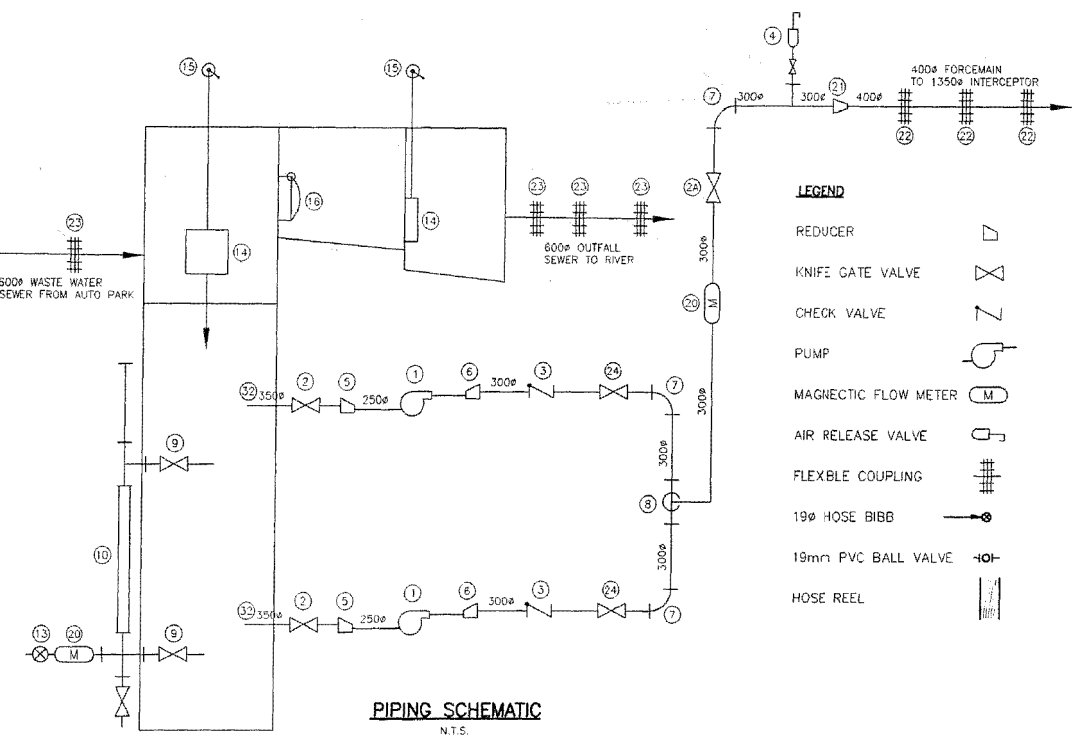 4
15
15
400ø FORCEMAIN
TO 1350ø INTERCEPTOR
7
300ø
300ø
21
400ø
22
22
22
2A
16
14
14
23
23
23
23
LEGEND
600ø OUTFALL
SEWER TO RIVER
600ø WASTE WATER
SEWER FROM AUTO PARK
300ø
REDUCER
KNIFE GATE VALVE
20
M
CHECK VALVE
PUMP
MAGNECTIC FLOW METER
M
AIR RELEASE VALVE
FLEXBLE COUPLING
19ø HOSE BIBB
19mm PVC BALL VALVE
HOSE REEL
32
350ø
2
5
250ø
1
6
300ø
3
24
7
300ø
300ø
9
8
10
300ø
32
350ø
2
5
250ø
1
6
300ø
3
24
7
13
20
M
9
PIPING SCHEMATIC
N.T.S.